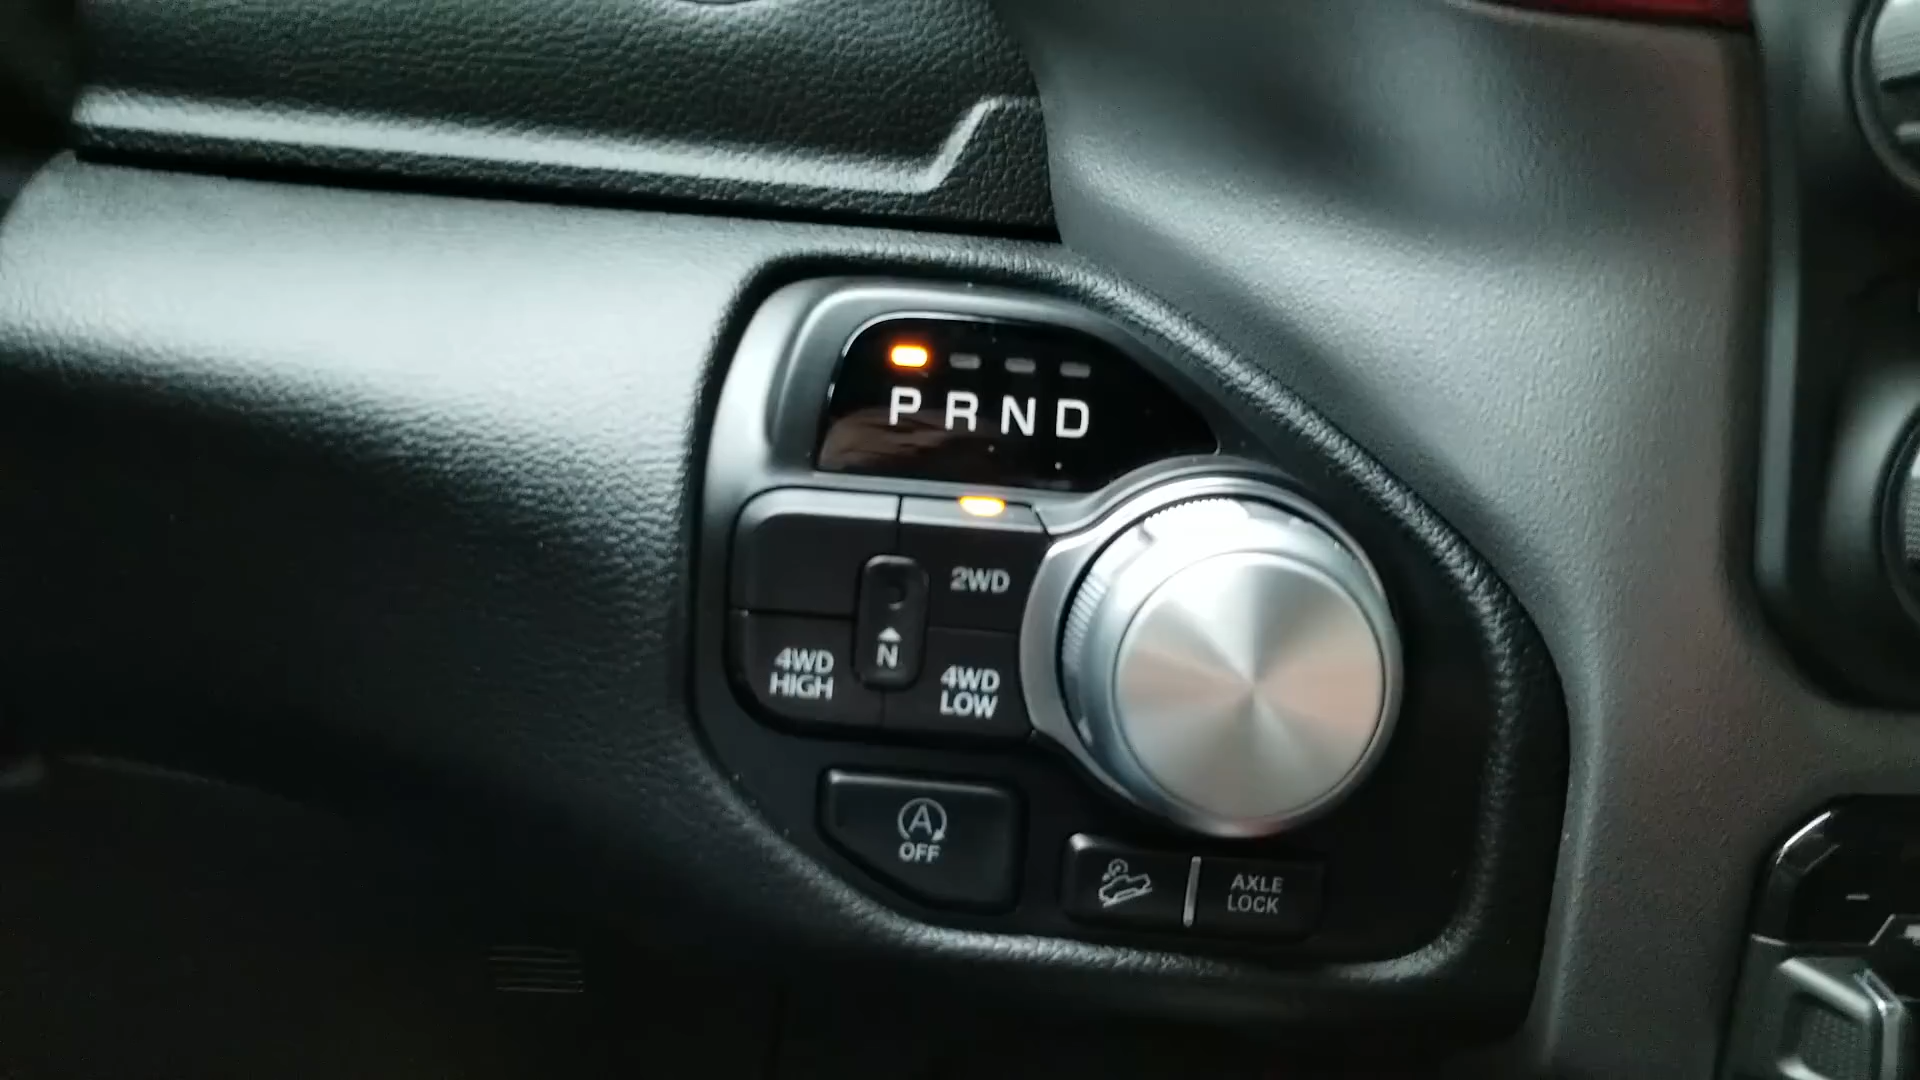 P R N D
2WD
N
4WD
HIGH
4WD
LOW
A
OFF
AXLE
LOCK